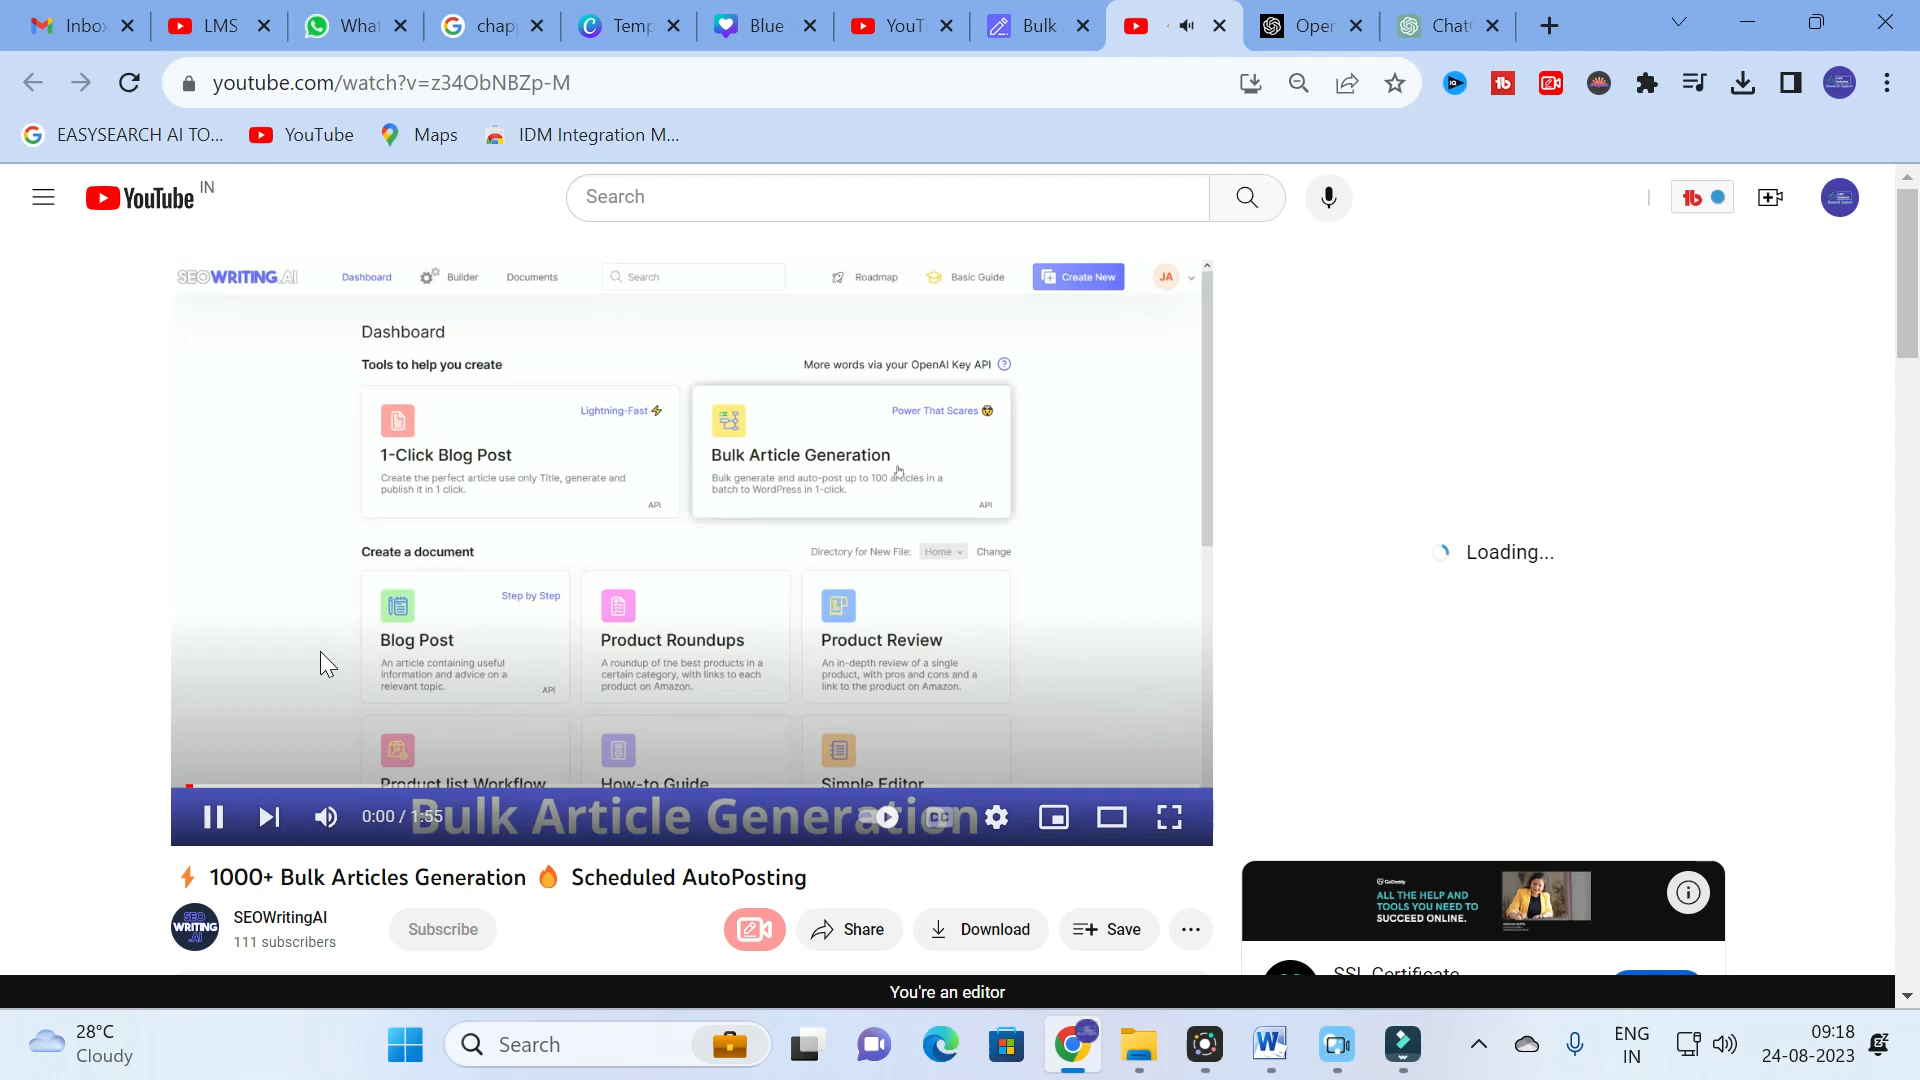 Inbo LMS Wha chap Temp Blue YouT Bulk Oper Chat
youtube.com/watch?v=z34ObNBZp-M
EASYSEARCH AI TO... YouTube Maps IDM Integration M...
YouTube IN Search
SEOWRITING.AI Dashboard Builder Documents Search Roadmap Basic Guide Create New JA
Dashboard
Tools to help you create More words via your OpenAI Key API
Lightning-Fast Power That Scares
1-Click Blog Post Bulk Article Generation
Create the perfect article use only Title, generate and Bulk generate and auto-post up to 100 articles in a
publish it in 1 click. batch to WordPress in 1-click.
API API
Create a document Directory for New File: Home Change
Loading...
Step by Step
Blog Post Product Roundups Product Review
An article containing useful A roundup of the best products in a An in-depth review of a single
information and advice on a certain category, with links to each product, with pros and cons and a
relevant topic. product on Amazon. link to the product on Amazon.
API
Product list Workflow How-to Guide Simple Editor
0:00 / 1:55 Bulk Article Generation CC
1000+ Bulk Articles Generation Scheduled AutoPosting
SEO WRITING .AI SEOWritingAI Subscribe Share Download Save
111 subscribers
GoDaddy
ALL THE HELP AND
TOOLS YOU NEED TO
SUCCEED ONLINE.
SSL Certificate
You're an editor
28°C
Cloudy
Search
ENG
IN
09:18
24-08-2023